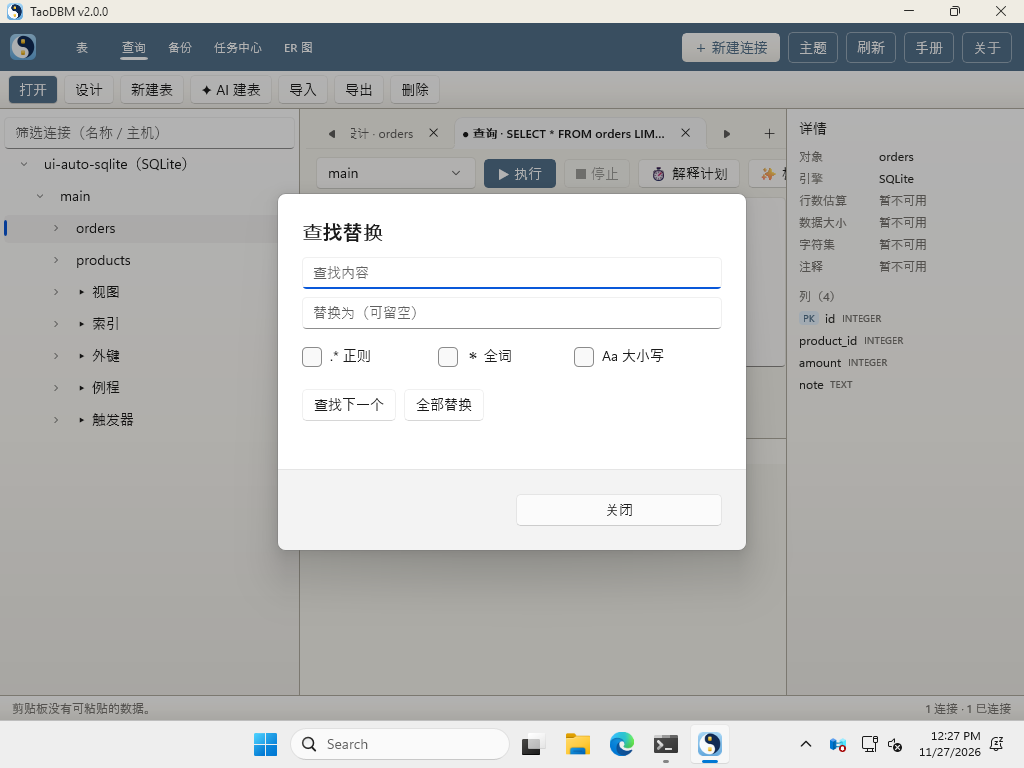 TaoDBM v2.0.0
表 查询 备份 任务中心 ER 图 + 新建连接 主题 刷新 手册 关于
打开 设计 新建表 ✦ AI 建表 导入 导出 删除
筛选连接（名称 / 主机）
ui-auto-sqlite（SQLite）
main
orders
products
视图
索引
外键
例程
触发器
设计 · orders
● 查询 · SELECT * FROM orders LIM...
main
执行
停止
解释计划
查找替换
查找内容
替换为（可留空）
.* 正则 * 全词 Aa 大小写
查找下一个 全部替换
关闭
详情
对象 orders
引擎 SQLite
行数估算 暂不可用
数据大小 暂不可用
字符集 暂不可用
注释 暂不可用
列（4）
PK id INTEGER
product_id INTEGER
amount INTEGER
note TEXT
剪贴板没有可粘贴的数据。
1 连接 · 1 已连接
Search
12:27 PM
11/27/2026